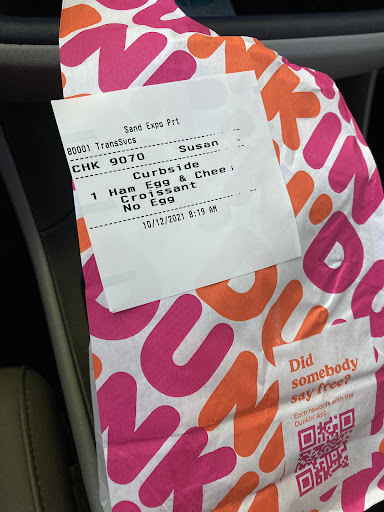 Sand Expo Prt
80001 TransSvcs
CHK 9070 Susan
Curbside
1 Ham Egg & Chee
Croissant
No Egg
10/12/2021 8:19 AM
Did
somebody
say free?
Earn rewards with the
Dunkin' App.